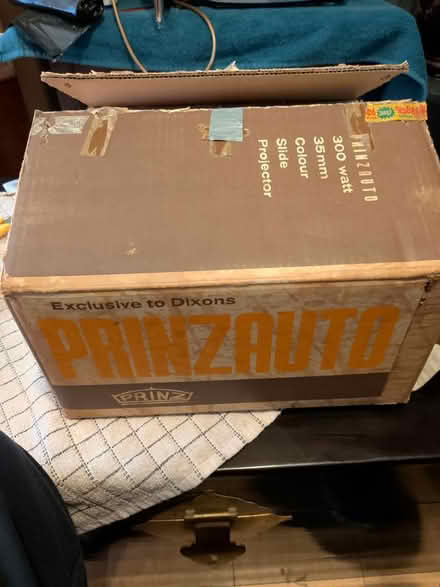 PRINZAUTO
300 watt
35mm
Colour
Slide
Projector
Exclusive to Dixons
PRINZAUTO
PRINZ